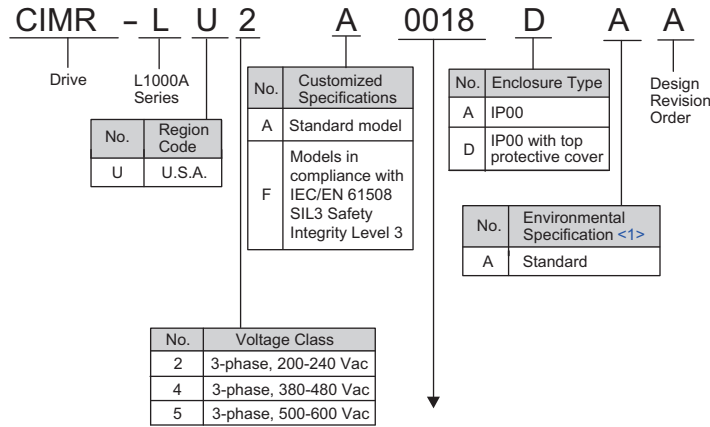 CIMR - L U 2 A 0018 D A A
Drive
L1000A
Series
Design
Revision
Order
No. Region
Code
U U.S.A.
No. Customized
Specifications
A Standard model
F Models in
compliance with
IEC/EN 61508
SIL3 Safety
Integrity Level 3
No. Enclosure Type
A IP00
D IP00 with top
protective cover
No. Environmental
Specification <1>
A Standard
No. Voltage Class
2 3-phase, 200-240 Vac
4 3-phase, 380-480 Vac
5 3-phase, 500-600 Vac